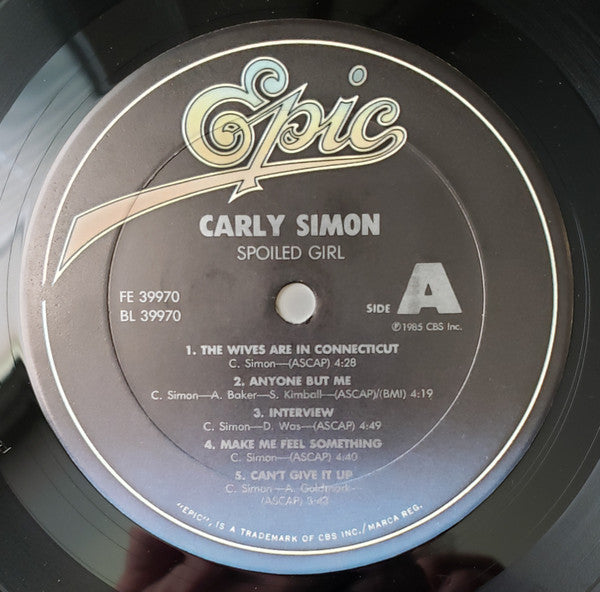 Epic
CARLY SIMON
SPOILED GIRL
FE 39970
BL 39970
SIDE A
℗ 1985 CBS Inc.
1. THE WIVES ARE IN CONNECTICUT
C. Simon—(ASCAP) 4:28
2. ANYONE BUT ME
C. Simon—A. Baker—S. Kimball—(ASCAP)/(BMI) 4:19
3. INTERVIEW
C. Simon—D. Was—(ASCAP) 4:49
4. MAKE ME FEEL SOMETHING
C. Simon—(ASCAP) 4:40
5. CAN'T GIVE IT UP
C. Simon—A. Goldmark—
(ASCAP) 3:43
"EPIC", IS A TRADEMARK OF CBS INC./MARCA REG.